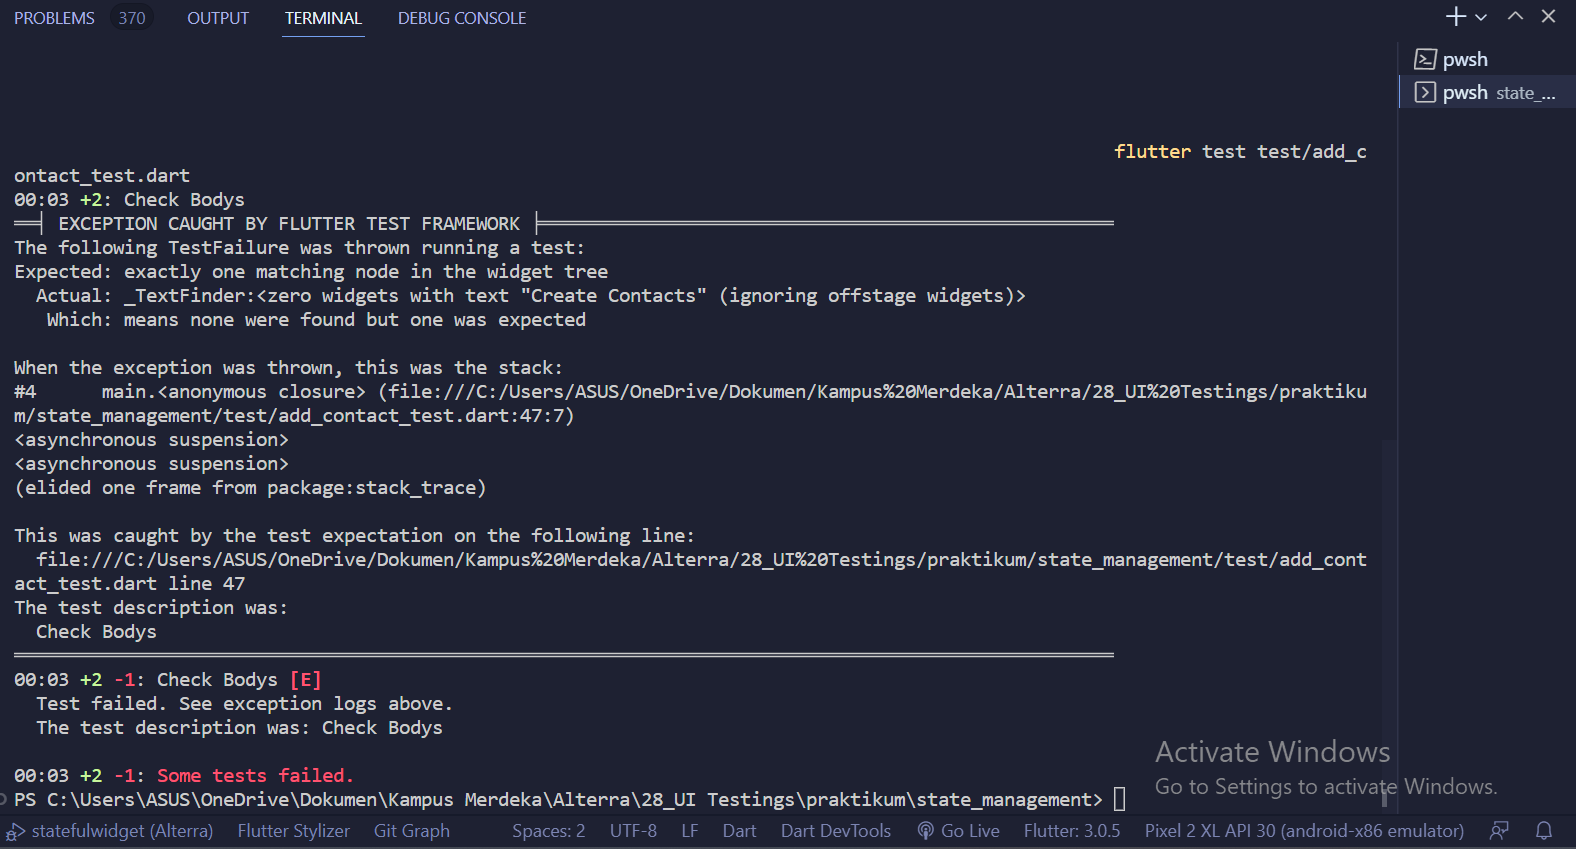 PROBLEMS 370 OUTPUT TERMINAL DEBUG CONSOLE
pwsh
pwsh state_...
flutter test test/add_c
ontact_test.dart
00:03 +2: Check Bodys
══╡ EXCEPTION CAUGHT BY FLUTTER TEST FRAMEWORK ╞════════════════════════════════════════════════════
The following TestFailure was thrown running a test:
Expected: exactly one matching node in the widget tree
  Actual: _TextFinder:<zero widgets with text "Create Contacts" (ignoring offstage widgets)>
   Which: means none were found but one was expected
When the exception was thrown, this was the stack:
#4      main.<anonymous closure> (file:///C:/Users/ASUS/OneDrive/Dokumen/Kampus%20Merdeka/Alterra/28_UI%20Testings/praktiku
m/state_management/test/add_contact_test.dart:47:7)
<asynchronous suspension>
<asynchronous suspension>
(elided one frame from package:stack_trace)
This was caught by the test expectation on the following line:
  file:///C:/Users/ASUS/OneDrive/Dokumen/Kampus%20Merdeka/Alterra/28_UI%20Testings/praktikum/state_management/test/add_cont
act_test.dart line 47
The test description was:
  Check Bodys
════════════════════════════════════════════════════════════════════════════════════════════════════
00:03 +2 -1: Check Bodys [E]
  Test failed. See exception logs above.
  The test description was: Check Bodys
00:03 +2 -1: Some tests failed.
PS C:\Users\ASUS\OneDrive\Dokumen\Kampus Merdeka\Alterra\28_UI Testings\praktikum\state_management>
Activate Windows
Go to Settings to activate Windows.
statefulwidget (Alterra) Flutter Stylizer Git Graph Spaces: 2 UTF-8 LF Dart Dart DevTools Go Live Flutter: 3.0.5 Pixel 2 XL API 30 (android-x86 emulator)